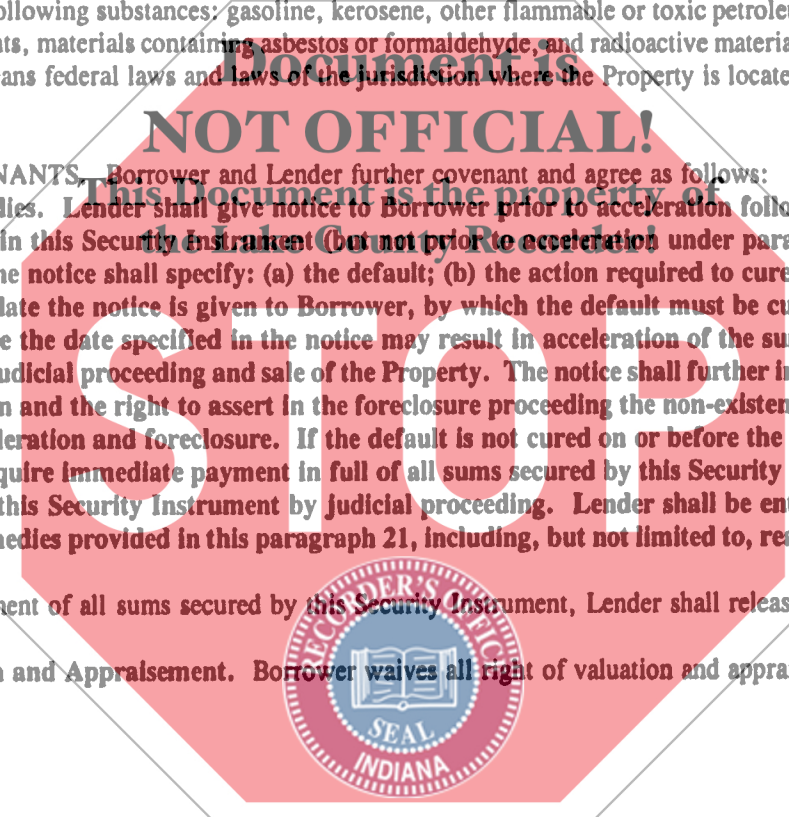 ollowing substances: gasoline, kerosene, other flammable or toxic petrole
nts, materials containing asbestos or formaldehyde, and radioactive materia
Document is
ans federal laws and laws of the jurisdiction where the Property is locate
NOT OFFICIAL!
NANTS. Borrower and Lender further covenant and agree as follows:
This Document is the property of
lies. Lender shall give notice to Borrower prior to acceleration follo
the Lake County Recorder!
in this Security Instrument (but not prior to acceleration under para
he notice shall specify: (a) the default; (b) the action required to cure
late the notice is given to Borrower, by which the default must be cu
e the date specified in the notice may result in acceleration of the su
udicial proceeding and sale of the Property. The notice shall further i
n and the right to assert in the foreclosure proceeding the non-existen
leration and foreclosure. If the default is not cured on or before the
quire immediate payment in full of all sums secured by this Security
this Security Instrument by judicial proceeding. Lender shall be en
nedies provided in this paragraph 21, including, but not limited to, rea
STOP
nent of all sums secured by this Security Instrument, Lender shall releas
n and Appraisement. Borrower waives all right of valuation and apprai
RECORDER'S OFFICE
SEAL
INDIANA